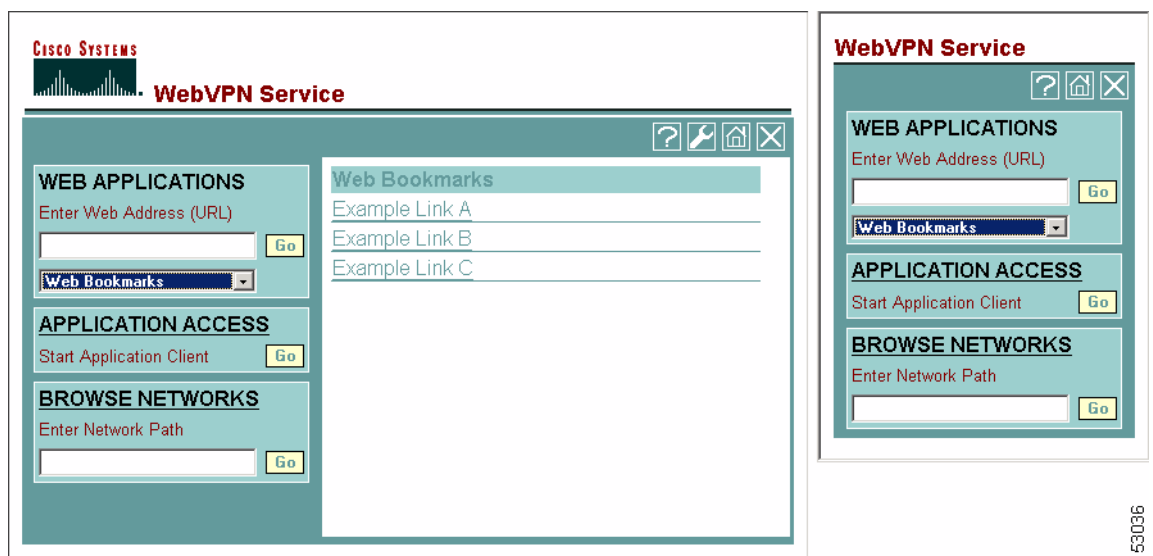 CISCO SYSTEMS
WebVPN Service
?
WEB APPLICATIONS
Enter Web Address (URL)
Go
Web Bookmarks
APPLICATION ACCESS
Start Application Client Go
BROWSE NETWORKS
Enter Network Path
Go
Web Bookmarks
Example Link A
Example Link B
Example Link C
WebVPN Service
?
WEB APPLICATIONS
Enter Web Address (URL)
Go
Web Bookmarks
APPLICATION ACCESS
Start Application Client Go
BROWSE NETWORKS
Enter Network Path
Go
53036